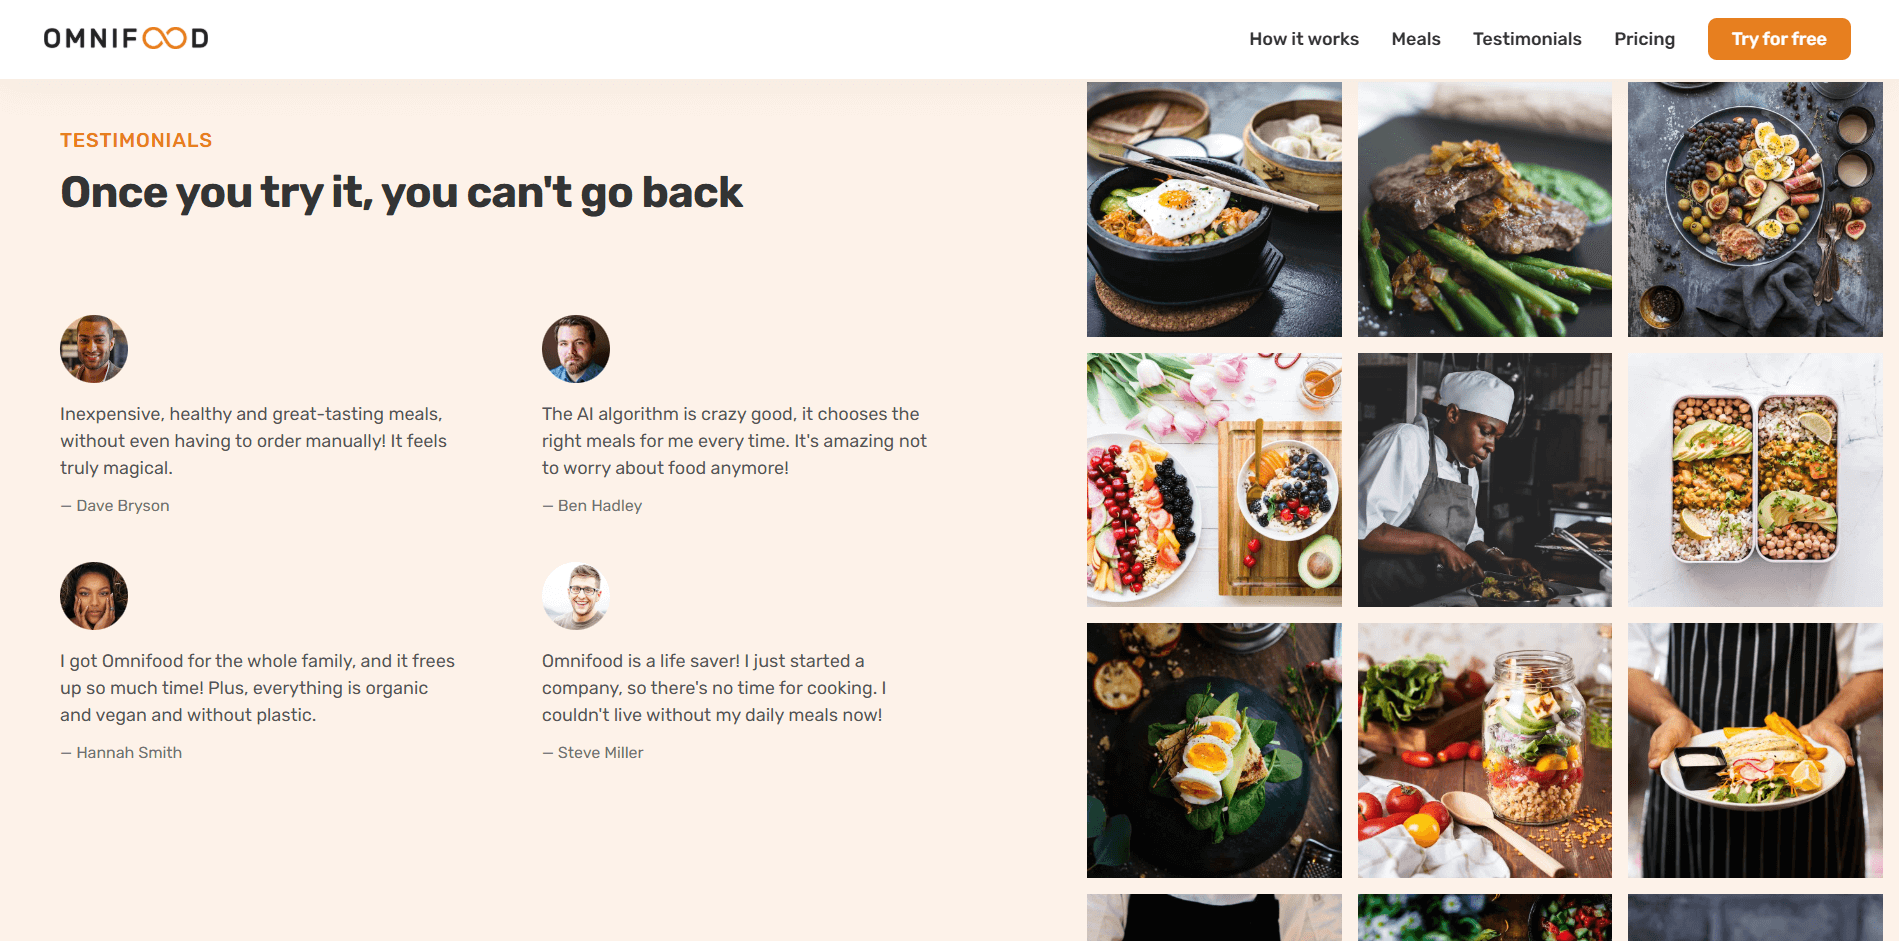 OMNIFOOD
How it works
Meals
Testimonials
Pricing
Try for free
TESTIMONIALS
Once you try it, you can't go back
Inexpensive, healthy and great-tasting meals,
without even having to order manually! It feels
truly magical.
— Dave Bryson
The AI algorithm is crazy good, it chooses the
right meals for me every time. It's amazing not
to worry about food anymore!
— Ben Hadley
I got Omnifood for the whole family, and it frees
up so much time! Plus, everything is organic
and vegan and without plastic.
— Hannah Smith
Omnifood is a life saver! I just started a
company, so there's no time for cooking. I
couldn't live without my daily meals now!
— Steve Miller